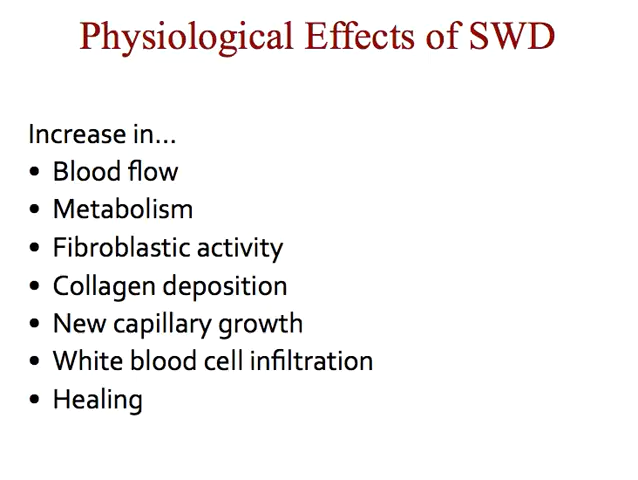 Physiological Effects of SWD
Increase in...
• Blood flow
• Metabolism
• Fibroblastic activity
• Collagen deposition
• New capillary growth
• White blood cell infiltration
• Healing